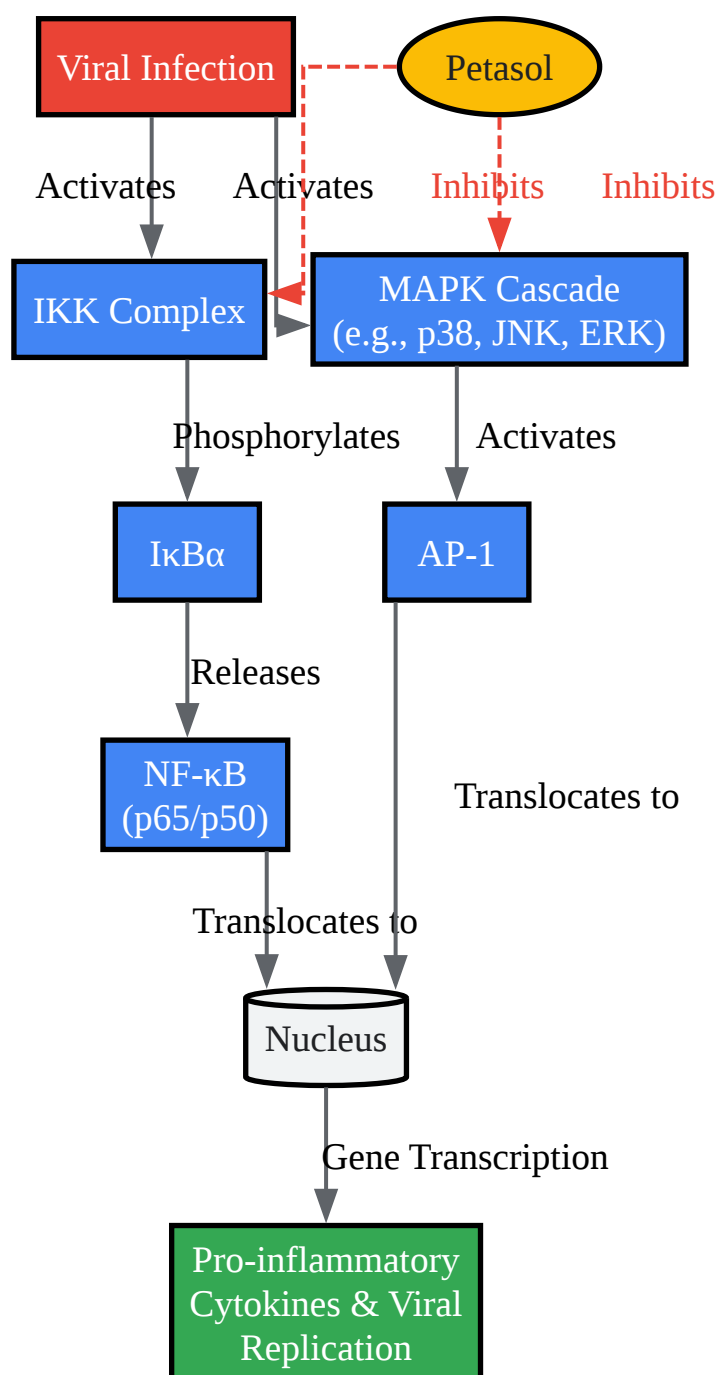 Viral Infection
Petasol
Activates
Activates
Inhibits
Inhibits
IKK Complex
MAPK Cascade
(e.g., p38, JNK, ERK)
Phosphorylates
Activates
IκBα
AP-1
Releases
NF-κB
(p65/p50)
Translocates to
Translocates to
Nucleus
Gene Transcription
Pro-inflammatory
Cytokines & Viral
Replication